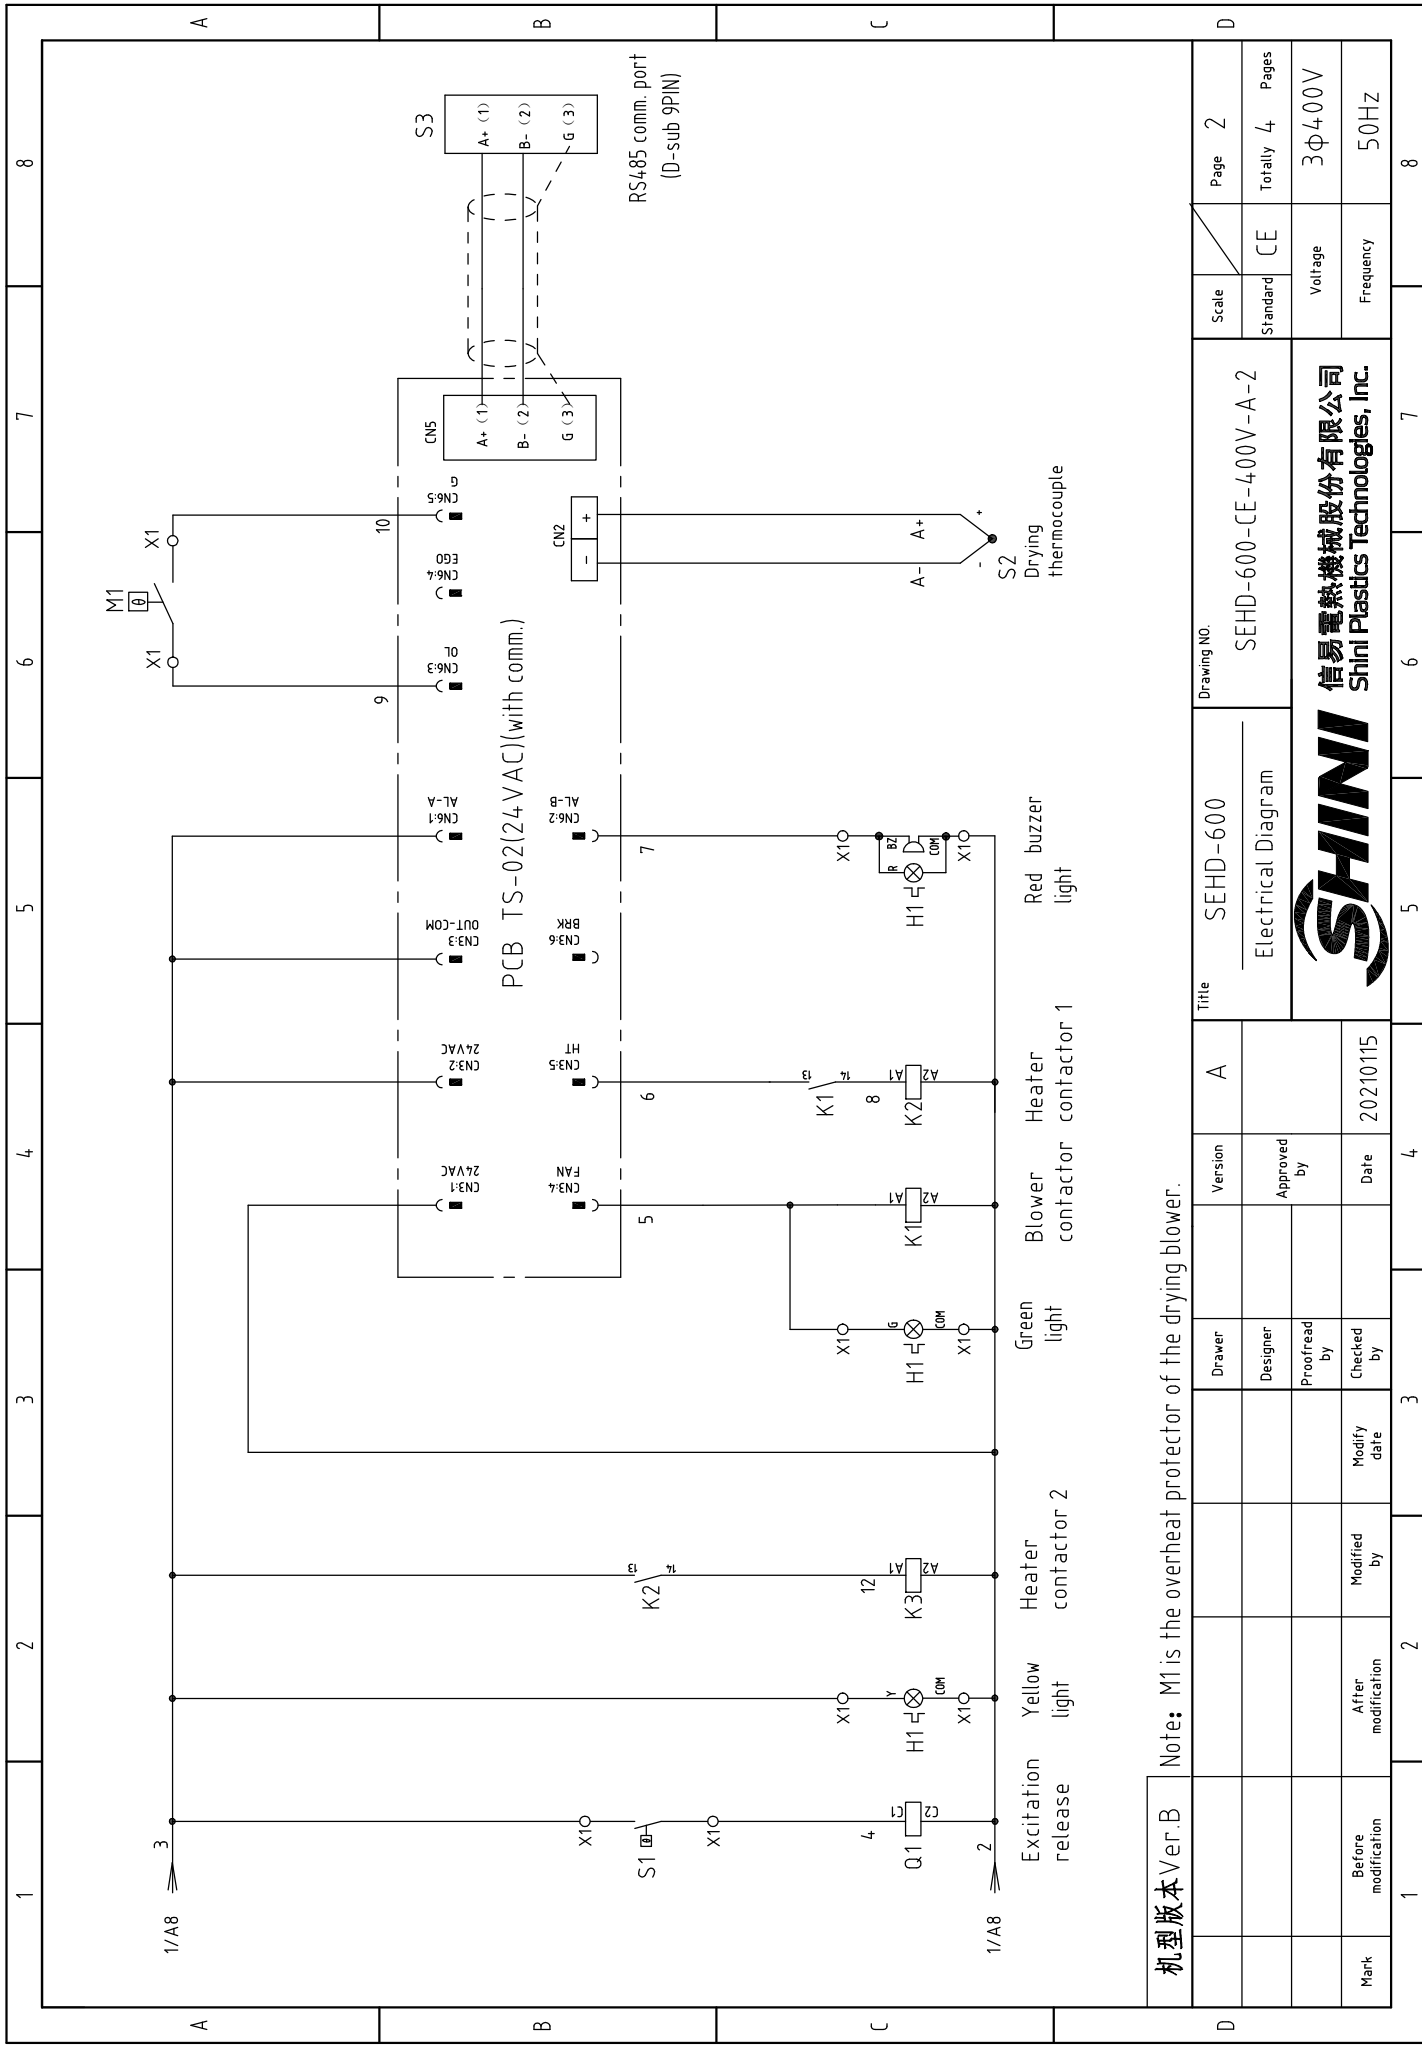 1 2 3 4 5 6 7 8
A
B
C
D
A
B
C
D
1 2 3 4 5 6 7 8
1/A8
3
1/A8
2
X1
S1
θ
X1
4
Q1
C1
C2
Excitation
release
X1
Y
H1
COM
X1
Yellow
light
13
K2
14
12
K3
A1
A2
Heater
contactor 2
X1
G
H1
COM
X1
Green
light
CN3:1
24VAC
CN3:4
FAN
5
K1
A1
A2
Blower
contactor
CN3:2
24VAC
CN3:5
HT
6
13
K1
14
8
K2
A1
A2
Heater
contactor 1
CN3:3
OUT-COM
CN3:6
BRK
PCB TS-02(24VAC)(with comm.)
CN6:1
AL-A
CN6:2
AL-B
7
X1
R
BZ
H1
COM
X1
Red buzzer
light
M1
θ
X1
X1
9
10
CN6:3
OL
CN6:4
EGO
CN6:5
G
CN2
- +
A-
A+
- +
S2
Drying
thermocouple
CN5
A+ (1)
B- (2)
G (3)
S3
A+ (1)
B- (2)
G (3)
RS485 comm. port
(D-sub 9PIN)
机型版本Ver.B
Note: M1 is the overheat protector of the drying blower.
Mark
Before
modification
After
modification
Modified
by
Modify
date
Drawer
Designer
Proofread
by
Checked
by
Version
A
Approved
by
Date
20210115
Title
SEHD-600
Electrical Diagram
Drawing NO.
SEHD-600-CE-400V-A-2
SHINI
信易電熱機械股份有限公司
Shini Plastics Technologies, Inc.
Scale
Page 2
Standard
CE
Totally 4 Pages
Voltage
3ϕ400V
Frequency
50Hz